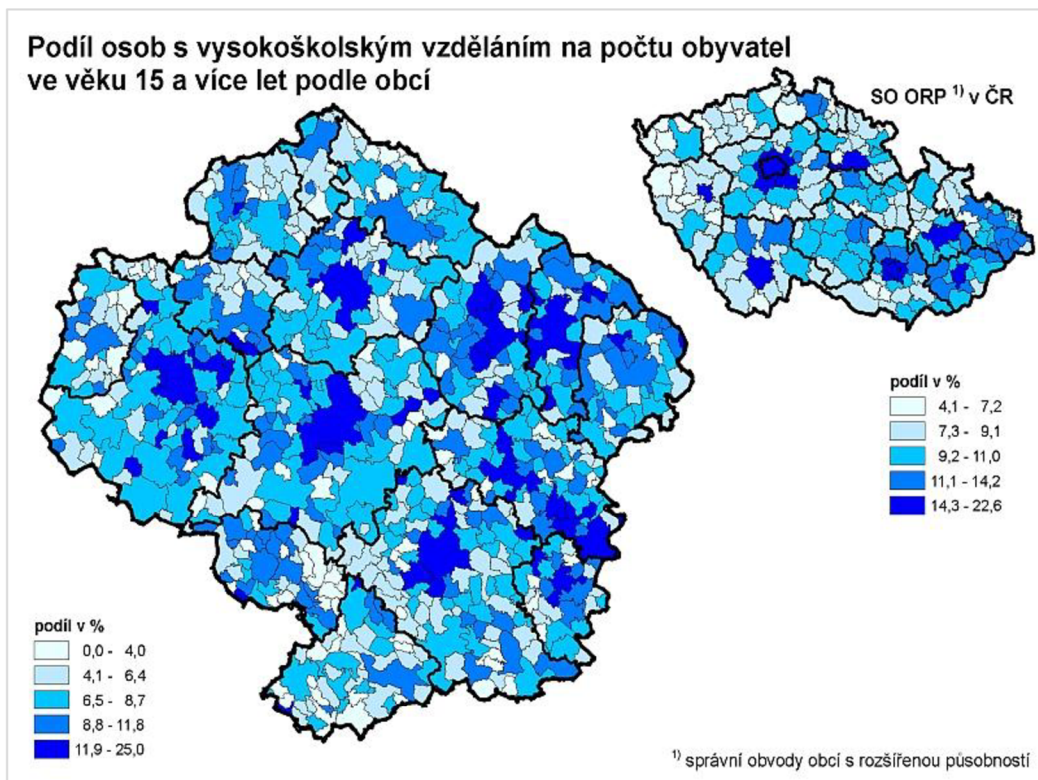 Podíl osob s vysokoškolským vzděláním na počtu obyvatel
ve věku 15 a více let podle obcí
SO ORP 1) v ČR
podíl v %
4,1 - 7,2
7,3 - 9,1
9,2 - 11,0
11,1 - 14,2
14,3 - 22,6
podíl v %
0,0 - 4,0
4,1 - 6,4
6,5 - 8,7
8,8 - 11,8
11,9 - 25,0
1) správní obvody obcí s rozšířenou působností